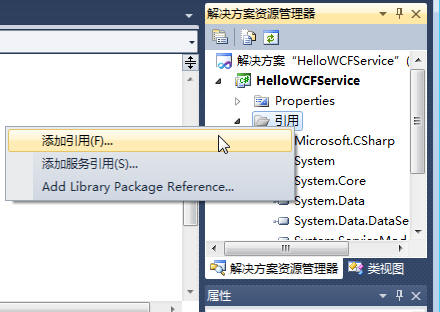 解决方案资源管理器
解决方案 "HelloWCFService" (
HelloWCFService
Properties
引用
添加引用(F)...
添加服务引用(S)...
Add Library Package Reference...
Microsoft.CSharp
System
System.Core
System.Data
System.Data.DataSe
System.ServiceMod
解决方案资源管理器
类视图
属性